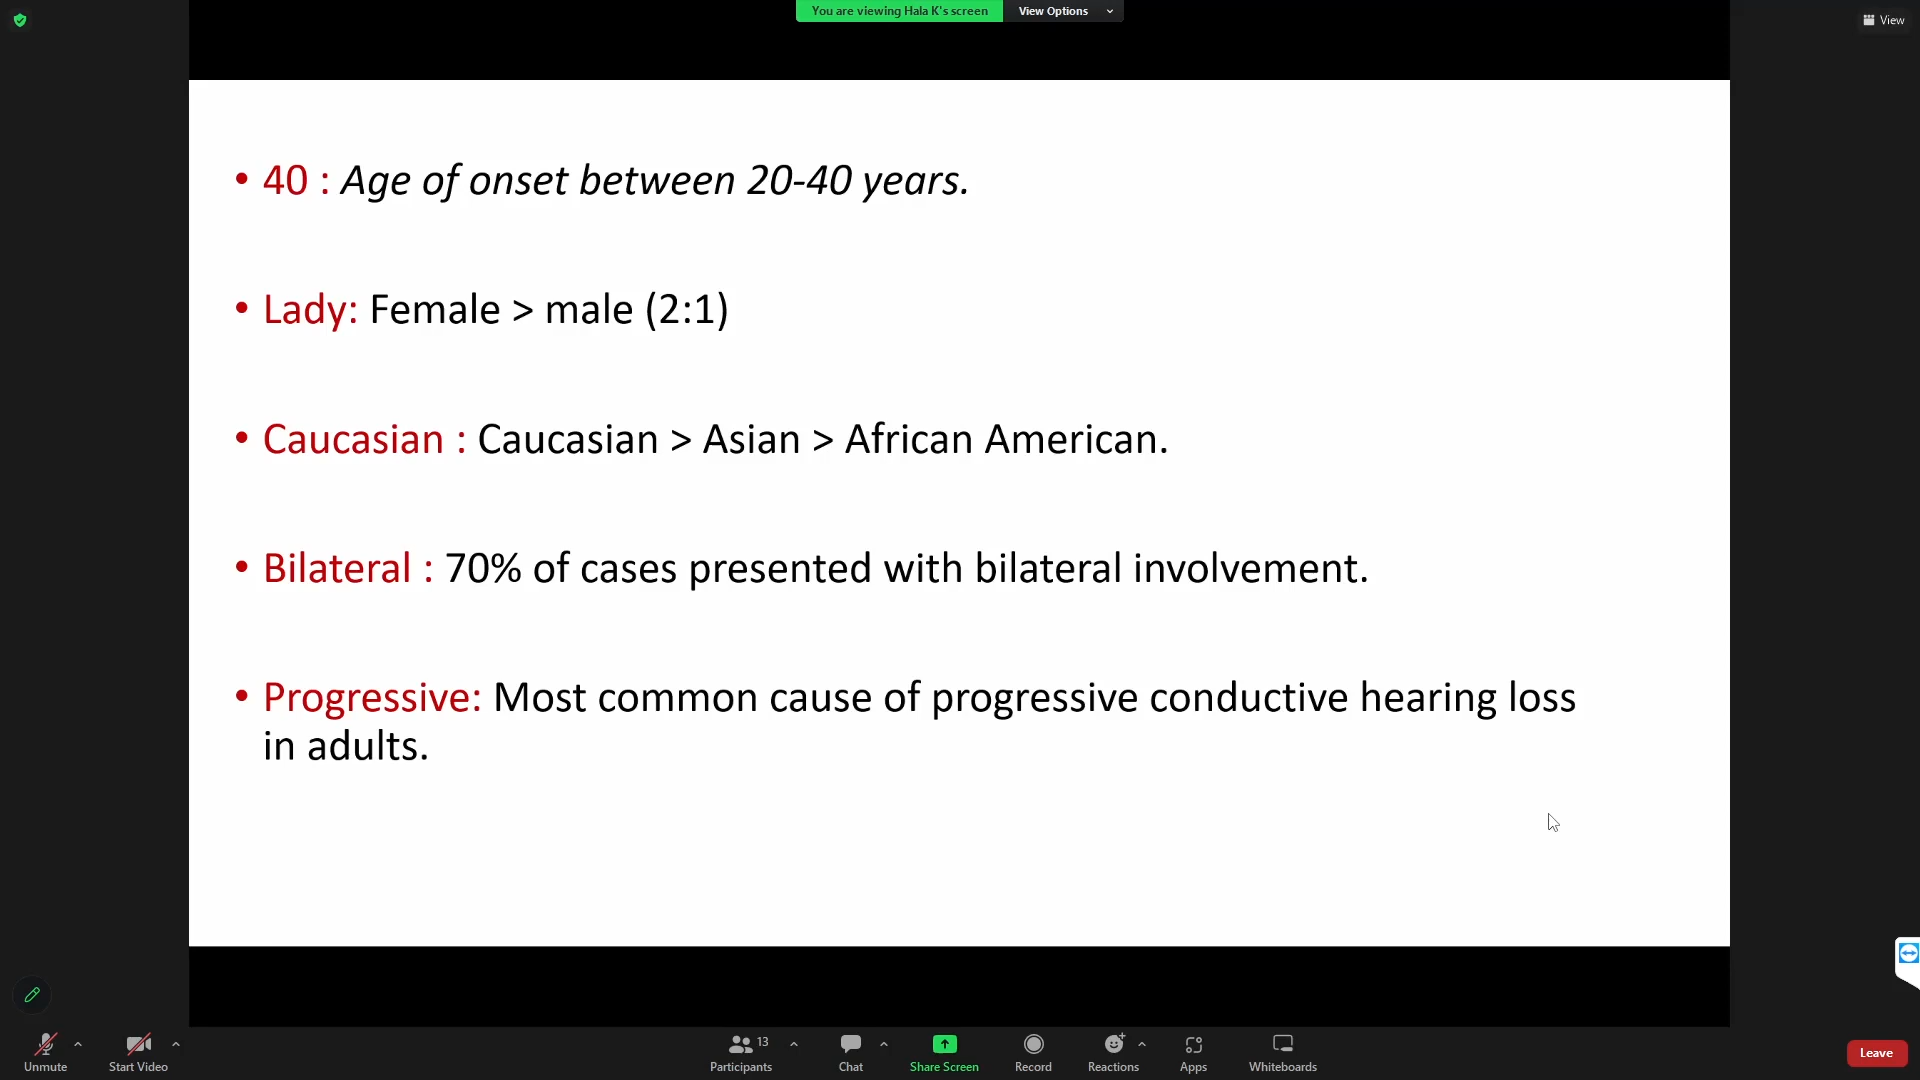 You are viewing Hala K's screen
View Options
View
• 40 : Age of onset between 20-40 years.
• Lady: Female > male (2:1)
• Caucasian : Caucasian > Asian > African American.
• Bilateral : 70% of cases presented with bilateral involvement.
• Progressive: Most common cause of progressive conductive hearing loss
in adults.
Unmute
Start Video
13
Participants
Chat
Share Screen
Record
Reactions
Apps
Whiteboards
Leave